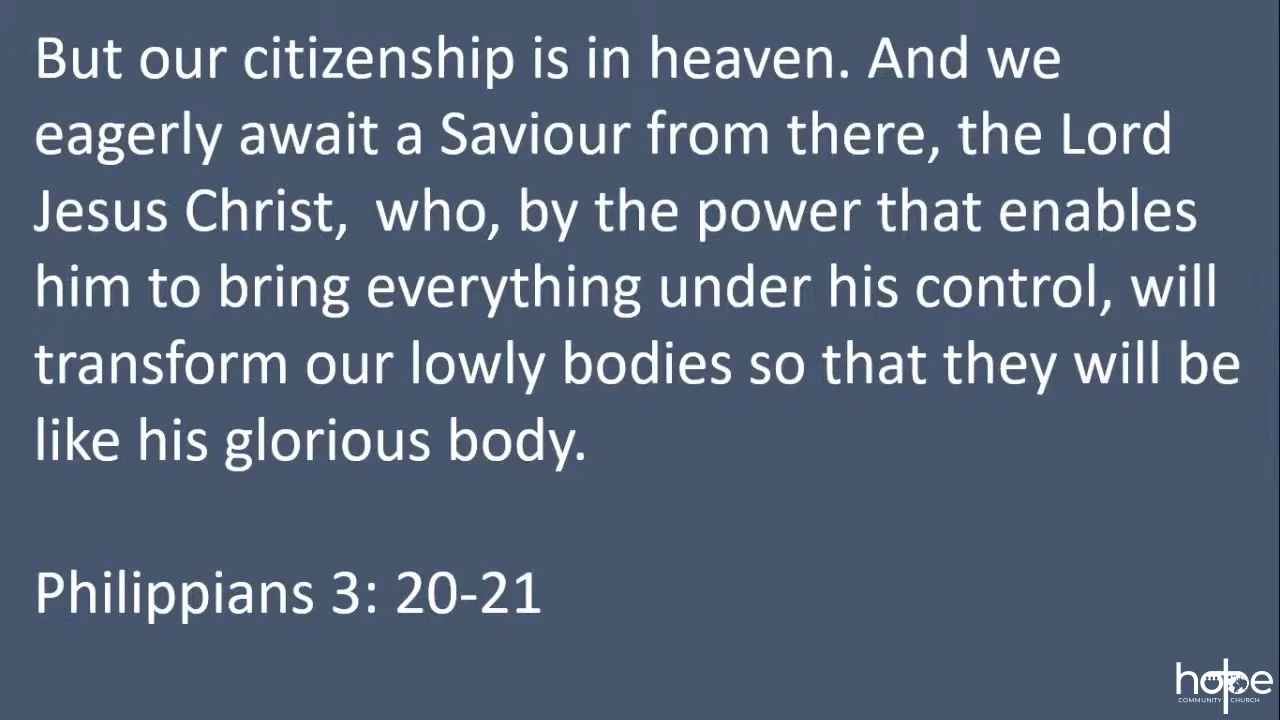 But our citizenship is in heaven. And we
eagerly await a Saviour from there, the Lord
Jesus Christ,  who, by the power that enables
him to bring everything under his control, will
transform our lowly bodies so that they will be
like his glorious body.
Philippians 3: 20-21
hope
COMMUNITY CHURCH